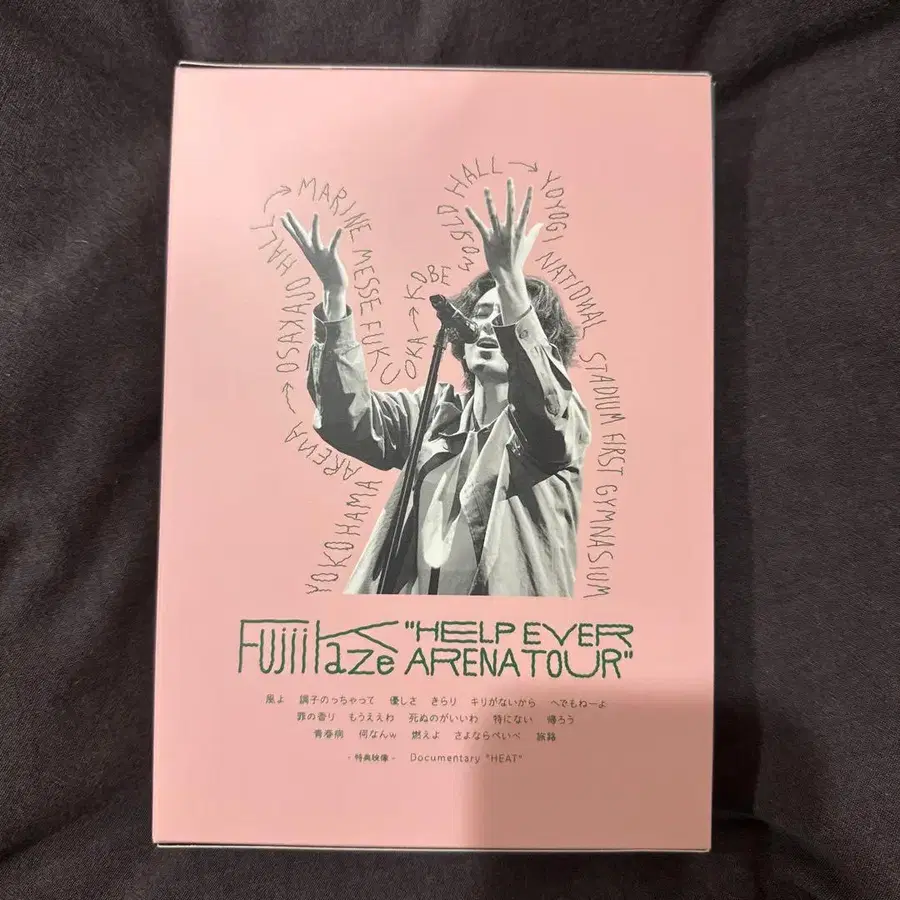 YOKOHAMA ARENA → OSAKAJO HALL → MARINE MESSE FUKUOKA → KOBE WORLD HALL → YOYOGI NATIONAL STADIUM FIRST GYMNASIUM
Fujii Kaze "HELP EVER
ARENA TOUR"
風よ 調子のっちゃって 優しさ きらり キリがないから へでもねーよ
罪の香り もうええわ 死ぬのがいいわ 特にない 帰ろう
青春病 何なんw 燃えよ さよならべいべ 旅路
- 特典映像 - Documentary "HEAT"